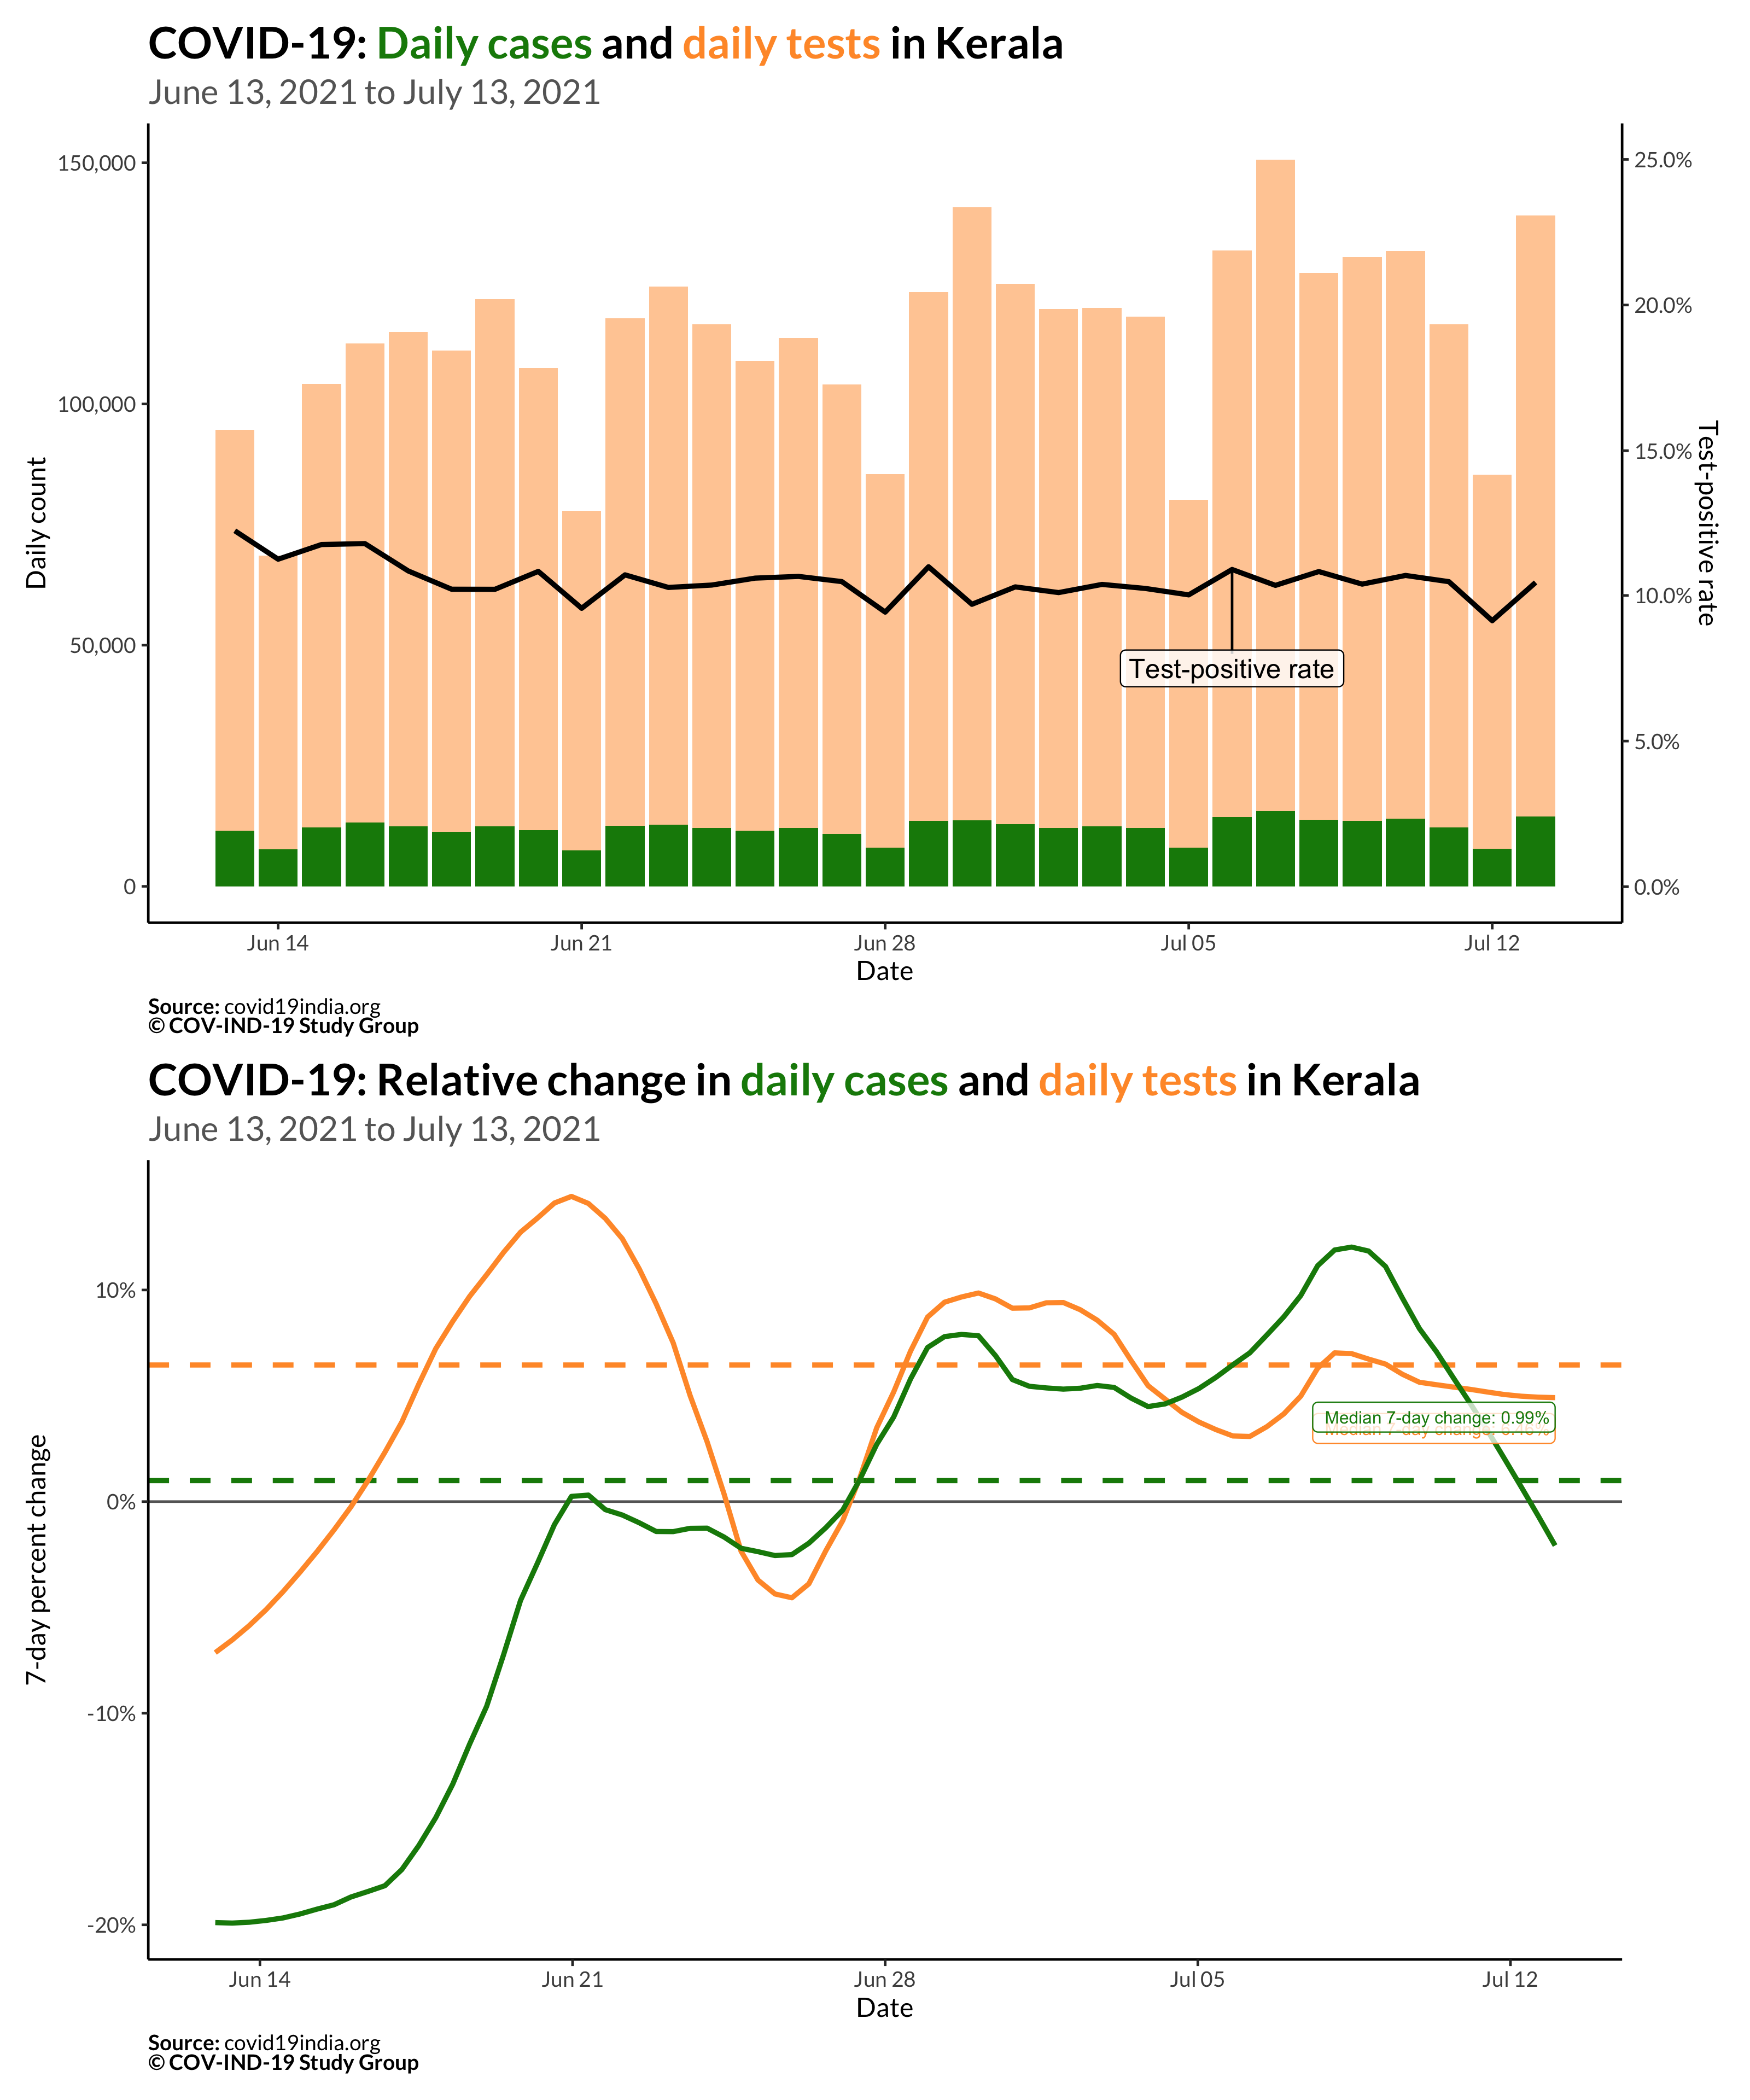 COVID-19: Daily cases and daily tests in Kerala
June 13, 2021 to July 13, 2021
150,000
100,000
50,000
0
Daily count
25.0%
20.0%
15.0%
10.0%
5.0%
0.0%
Test-positive rate
Test-positive rate
Jun 14
Jun 21
Jun 28
Jul 05
Jul 12
Date
Source: covid19india.org
© COV-IND-19 Study Group
COVID-19: Relative change in daily cases and daily tests in Kerala
June 13, 2021 to July 13, 2021
10%
0%
-10%
-20%
7-day percent change
Median 7-day change: 0.99%
Median 7-day change:
Jun 14
Jun 21
Jun 28
Jul 05
Jul 12
Date
Source: covid19india.org
© COV-IND-19 Study Group